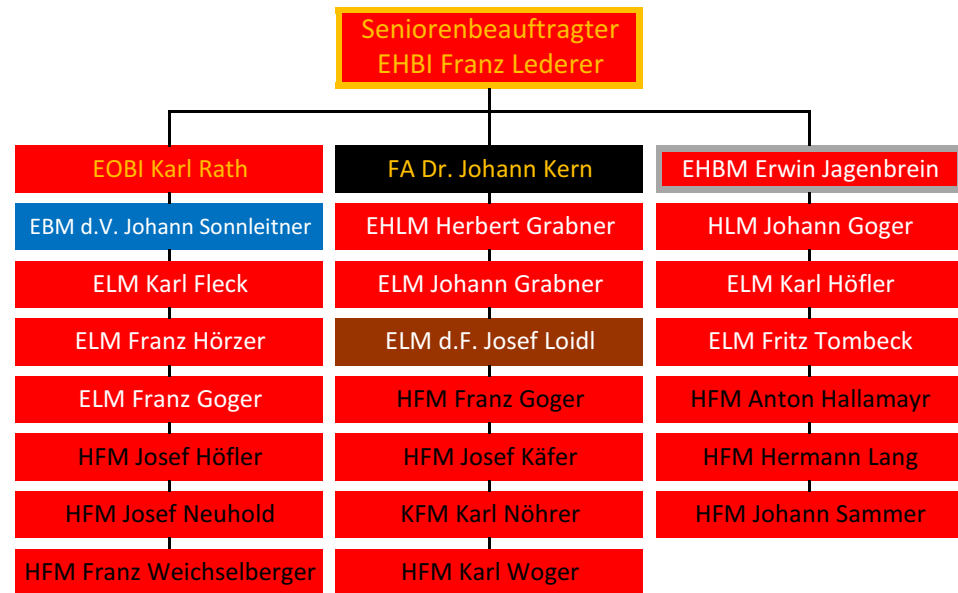 Seniorenbeauftragter
EHBI Franz Lederer
EOBI Karl Rath
EBM d.V. Johann Sonnleitner
ELM Karl Fleck
ELM Franz Hörzer
ELM Franz Goger
HFM Josef Höfler
HFM Josef Neuhold
HFM Franz Weichselberger
FA Dr. Johann Kern
EHLM Herbert Grabner
ELM Johann Grabner
ELM d.F. Josef Loidl
HFM Franz Goger
HFM Josef Käfer
KFM Karl Nöhrer
HFM Karl Woger
EHBM Erwin Jagenbrein
HLM Johann Goger
ELM Karl Höfler
ELM Fritz Tombeck
HFM Anton Hallamayr
HFM Hermann Lang
HFM Johann Sammer